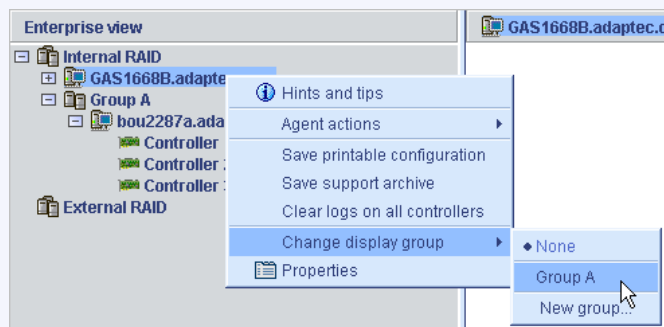 Enterprise view
GAS1668B.adaptec.
Internal RAID
GAS1668B.adapte
Group A
bou2287a.ada
Controller
Controller
Controller
External RAID
Hints and tips
Agent actions
Save printable configuration
Save support archive
Clear logs on all controllers
Change display group
Properties
None
Group A
New group...